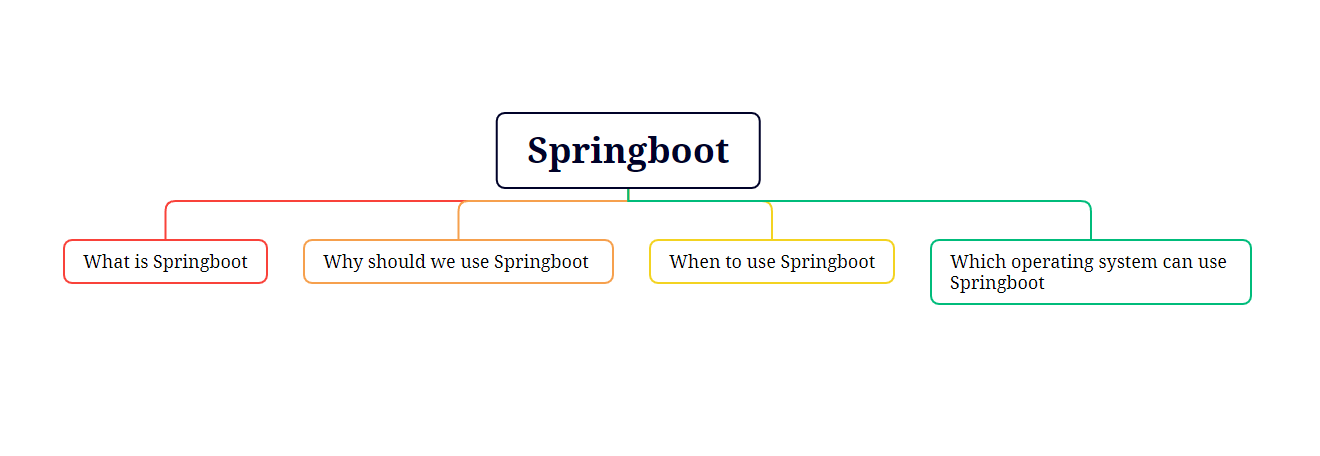 Springboot
What is Springboot
Why should we use Springboot
When to use Springboot
Which operating system can use
Springboot